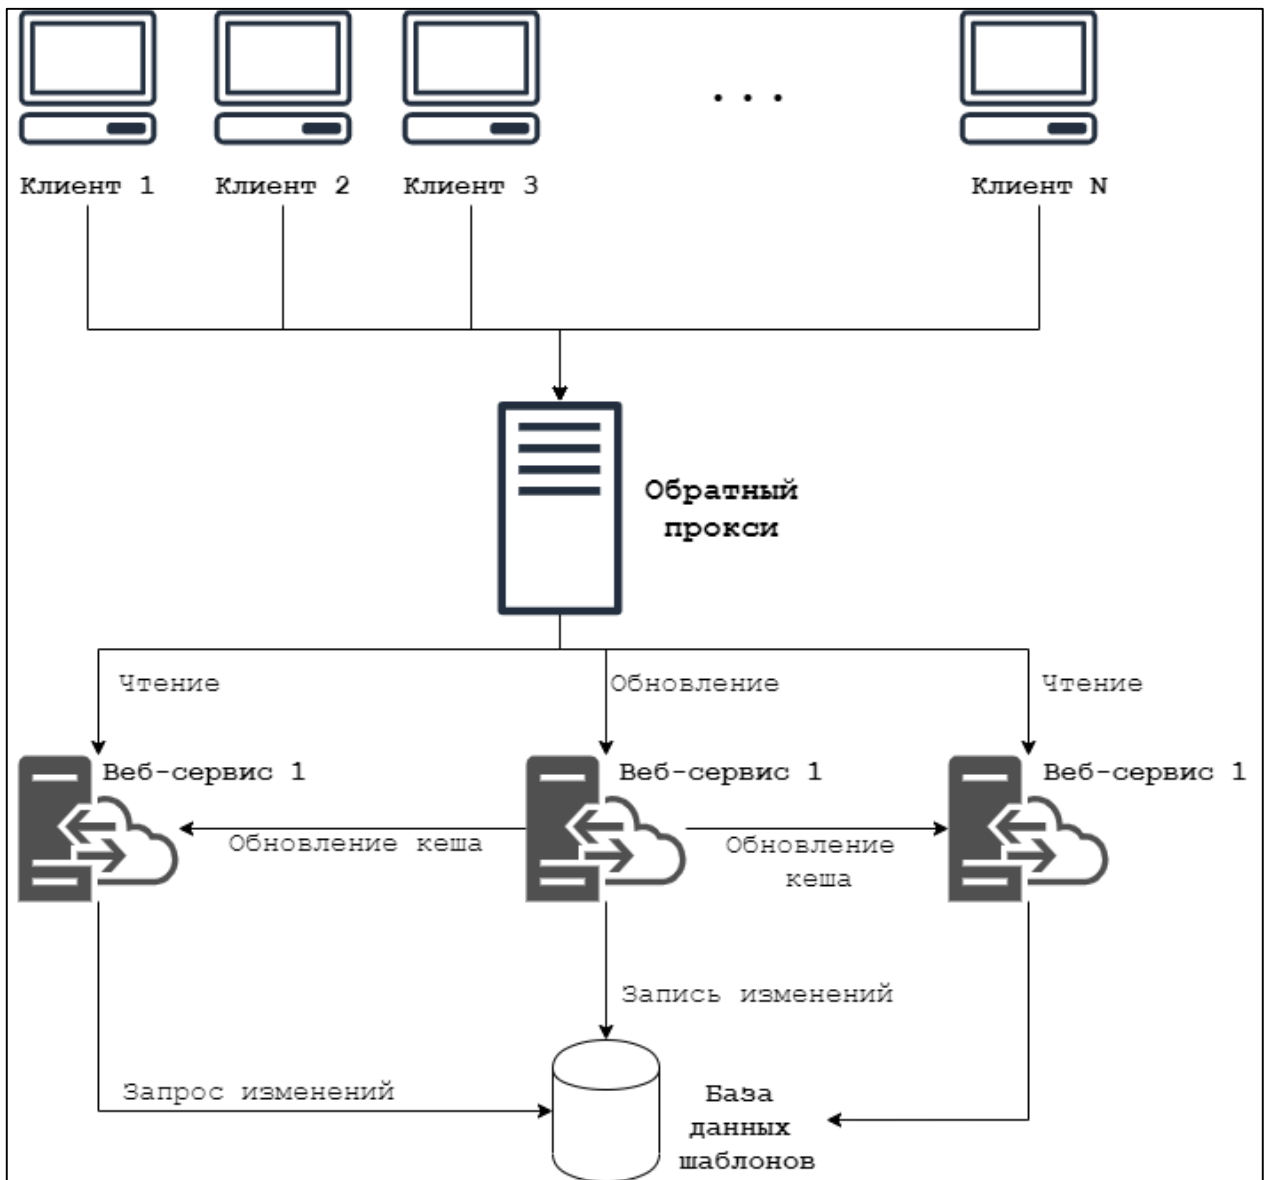 Клиент 1
Клиент 2
Клиент 3
. . .
Клиент N
Обратный
прокси
Чтение
Обновление
Чтение
Веб-сервис 1
Веб-сервис 1
Веб-сервис 1
Обновление кеша
Обновление
кеша
Запись изменений
Запрос изменений
База
данных
шаблонов